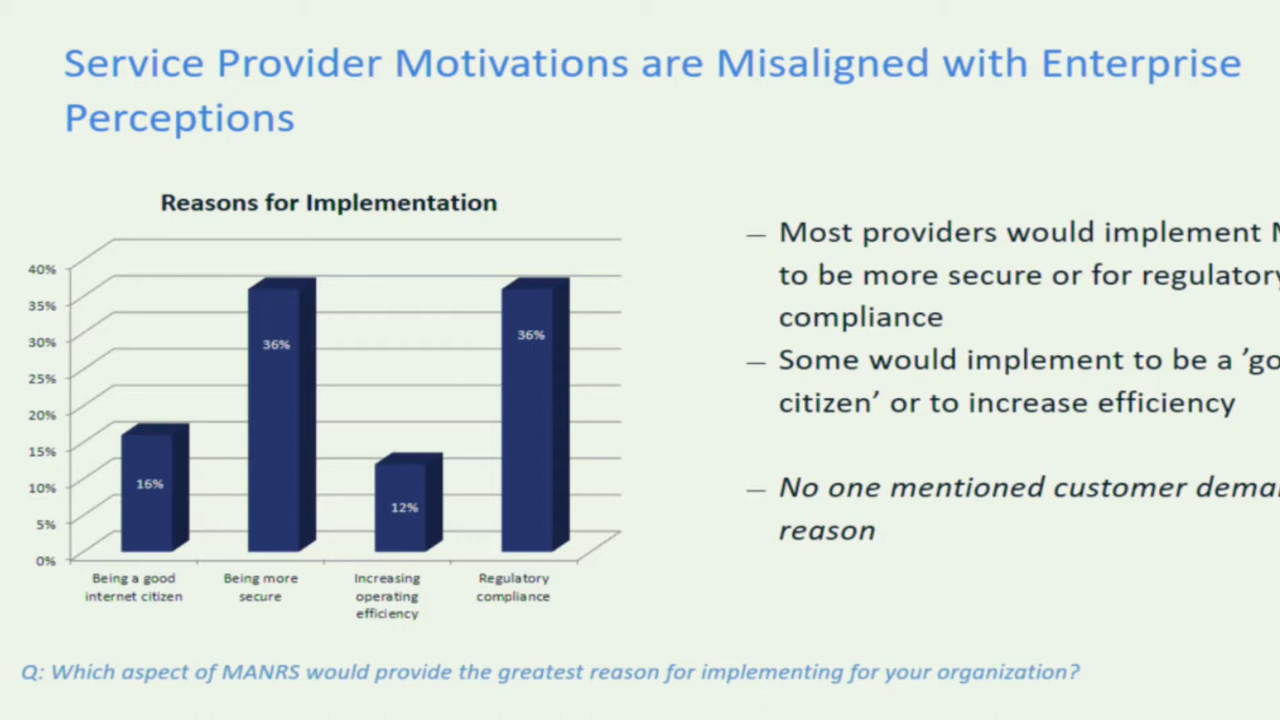 Service Provider Motivations are Misaligned with Enterprise
Perceptions
Reasons for Implementation
40%
35%
30%
25%
20%
15%
10%
5%
0%
16%
36%
12%
36%
Being a good
internet citizen
Being more
secure
Increasing
operating
efficiency
Regulatory
compliance
– Most providers would implement
to be more secure or for regulatory
compliance
– Some would implement to be a ’go
citizen’ or to increase efficiency
– No one mentioned customer
reason
Q: Which aspect of MANRS would provide the greatest reason for implementing for your organization?